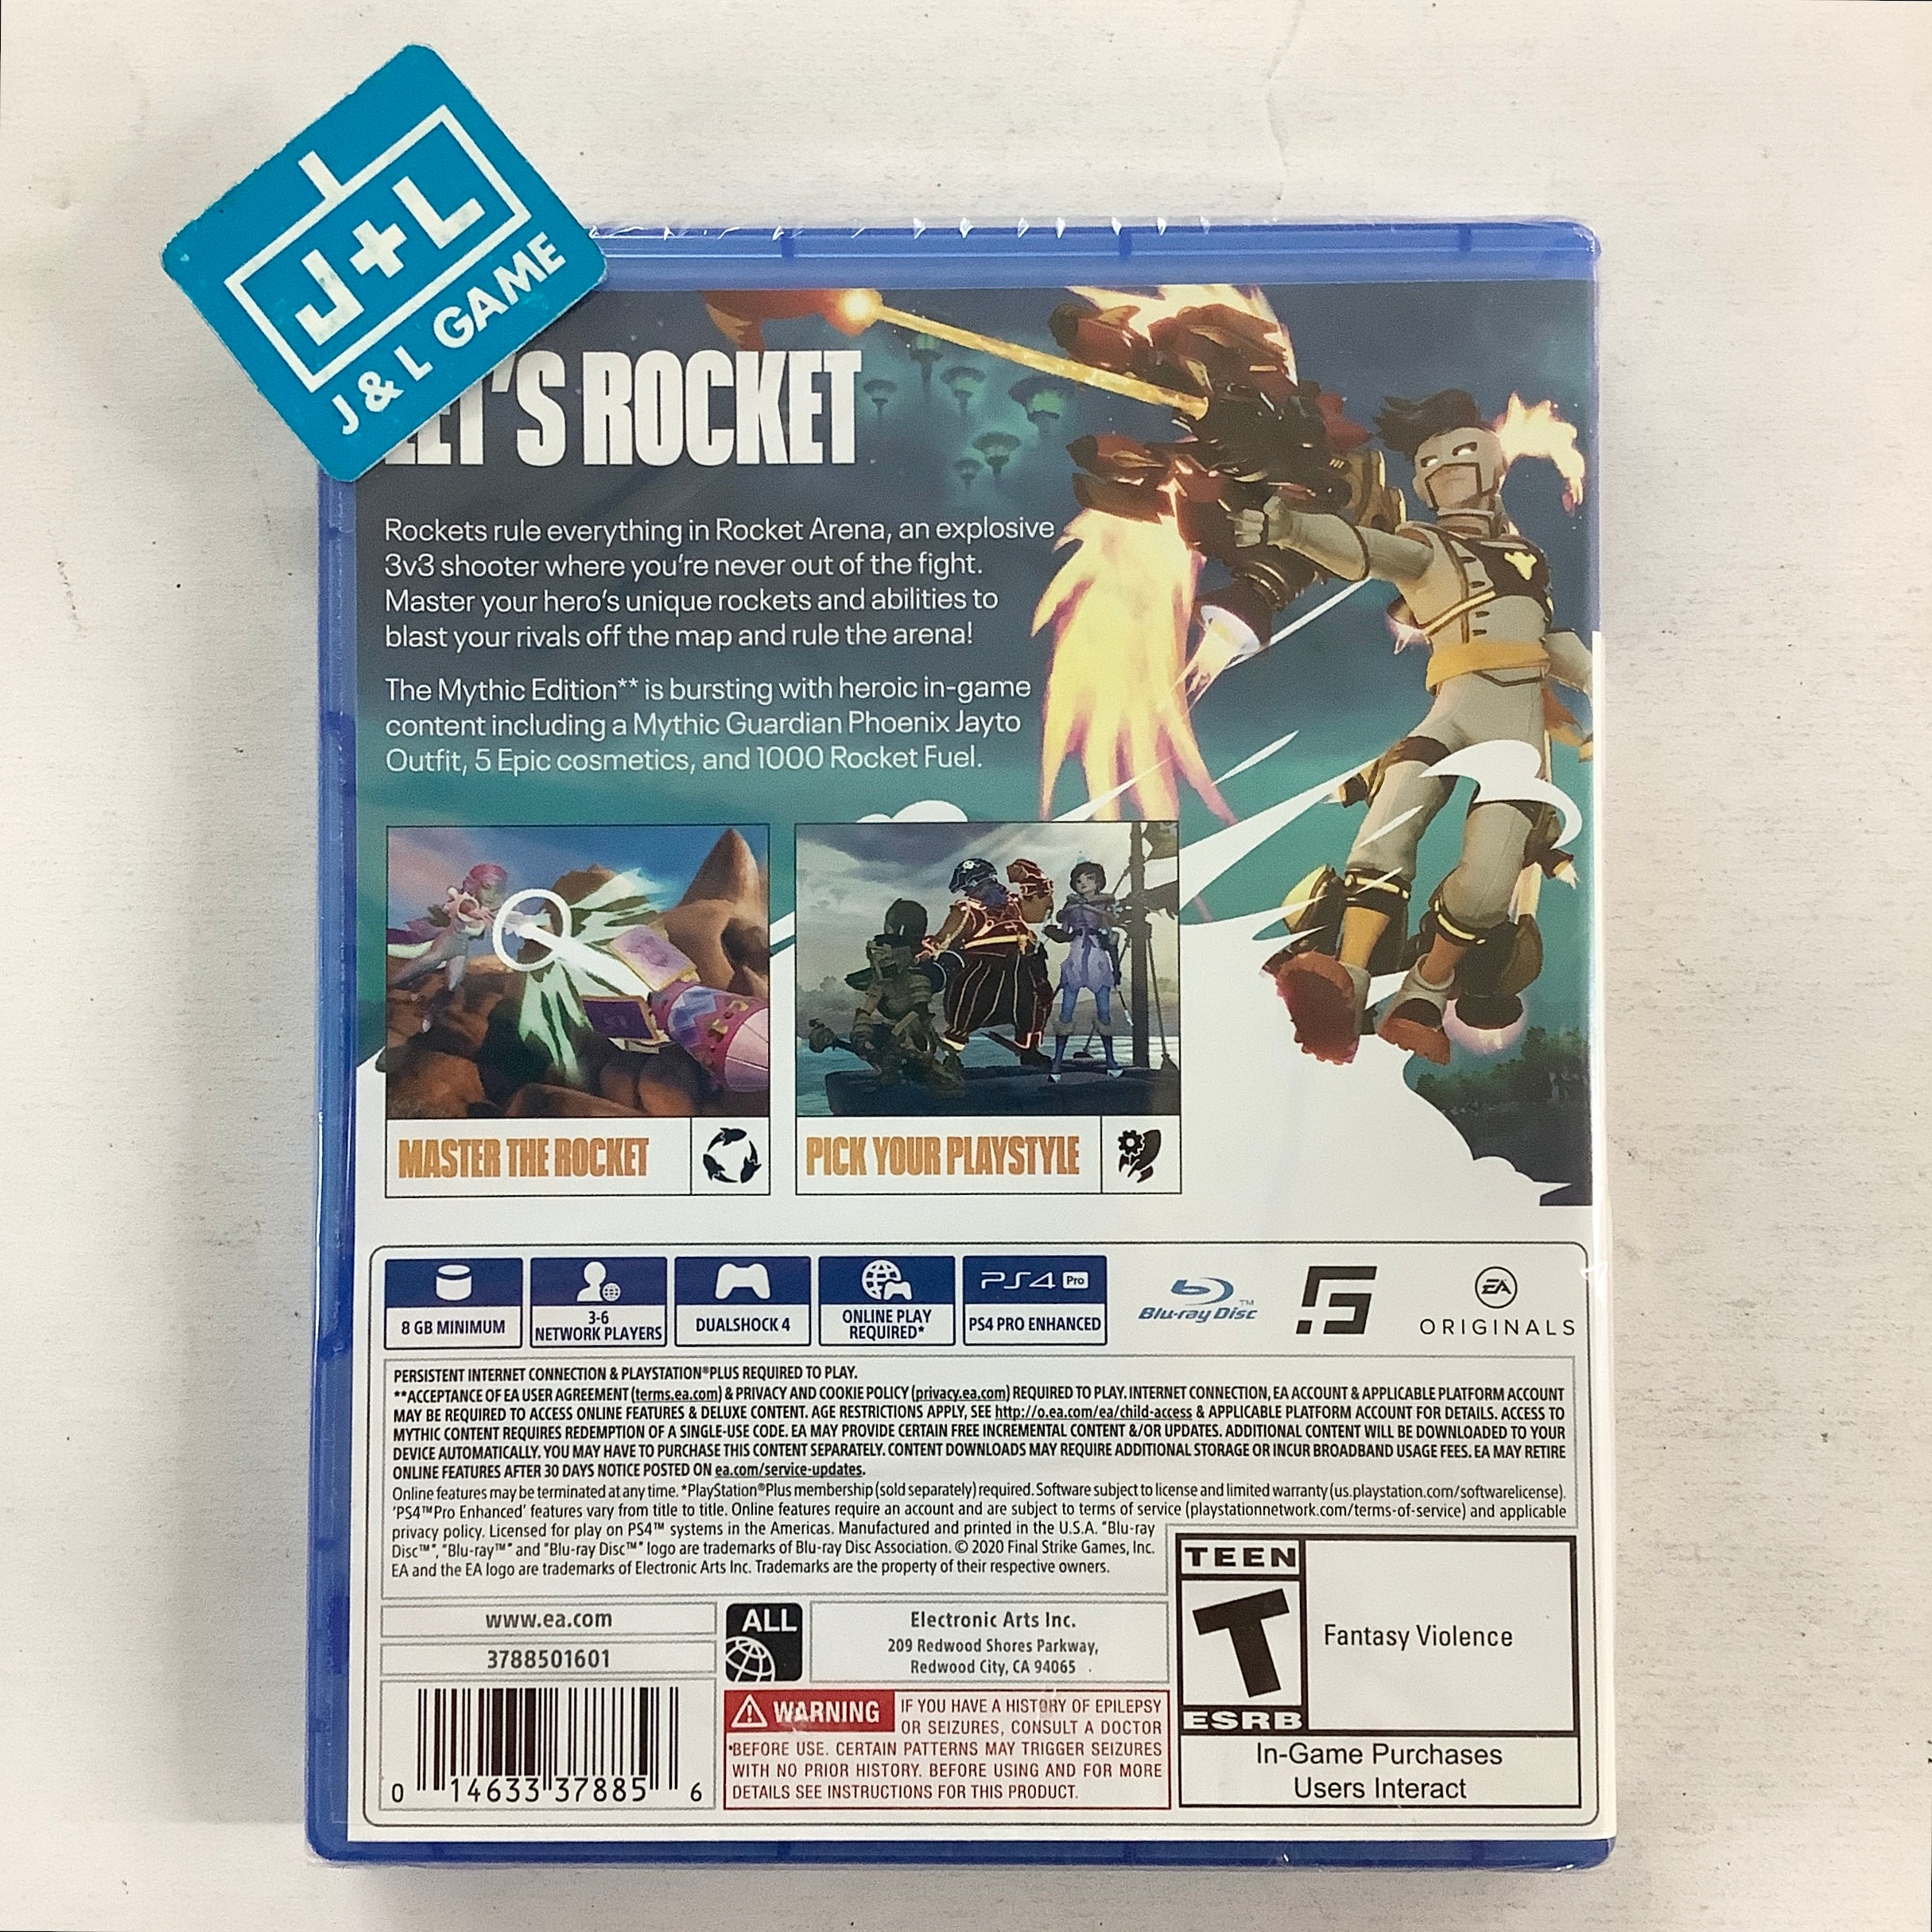 J+L
J & L GAME
LET'S ROCKET
Rockets rule everything in Rocket Arena, an explosive
3v3 shooter where you're never out of the fight.
Master your hero's unique rockets and abilities to
blast your rivals off the map and rule the arena!
The Mythic Edition** is bursting with heroic in-game
content including a Mythic Guardian Phoenix Jayto
Outfit, 5 Epic cosmetics, and 1000 Rocket Fuel.
MASTER THE ROCKET
PICK YOUR PLAYSTYLE
8 GB MINIMUM
3-6
NETWORK PLAYERS
DUALSHOCK 4
ONLINE PLAY
REQUIRED*
PS4 Pro
PS4 PRO ENHANCED
Blu-ray Disc™
EA
ORIGINALS
PERSISTENT INTERNET CONNECTION & PLAYSTATION®PLUS REQUIRED TO PLAY.
**ACCEPTANCE OF EA USER AGREEMENT (terms.ea.com) & PRIVACY AND COOKIE POLICY (privacy.ea.com) REQUIRED TO PLAY. INTERNET CONNECTION, EA ACCOUNT & APPLICABLE PLATFORM ACCOUNT
MAY BE REQUIRED TO ACCESS ONLINE FEATURES & DELUXE CONTENT. AGE RESTRICTIONS APPLY, SEE http://o.ea.com/ea/child-access & APPLICABLE PLATFORM ACCOUNT FOR DETAILS. ACCESS TO
MYTHIC CONTENT REQUIRES REDEMPTION OF A SINGLE-USE CODE. EA MAY PROVIDE CERTAIN FREE INCREMENTAL CONTENT &/OR UPDATES. ADDITIONAL CONTENT WILL BE DOWNLOADED TO YOUR
DEVICE AUTOMATICALLY. YOU MAY HAVE TO PURCHASE THIS CONTENT SEPARATELY. CONTENT DOWNLOADS MAY REQUIRE ADDITIONAL STORAGE OR INCUR BROADBAND USAGE FEES. EA MAY RETIRE
ONLINE FEATURES AFTER 30 DAYS NOTICE POSTED ON ea.com/service-updates.
Online features may be terminated at any time. *PlayStation®Plus membership (sold separately) required. Software subject to license and limited warranty (us.playstation.com/softwarelicense).
'PS4™Pro Enhanced' features vary from title to title. Online features require an account and are subject to terms of service (playstationnetwork.com/terms-of-service) and applicable
privacy policy. Licensed for play on PS4™ systems in the Americas. Manufactured and printed in the U.S.A. "Blu-ray
Disc™", "Blu-ray™" and "Blu-ray Disc™" logo are trademarks of Blu-ray Disc Association. © 2020 Final Strike Games, Inc.
EA and the EA logo are trademarks of Electronic Arts Inc. Trademarks are the property of their respective owners.
www.ea.com
3788501601
ALL
Electronic Arts Inc.
209 Redwood Shores Parkway,
Redwood City, CA 94065
0 14633 37885 6
WARNING IF YOU HAVE A HISTORY OF EPILEPSY
OR SEIZURES, CONSULT A DOCTOR
BEFORE USE. CERTAIN PATTERNS MAY TRIGGER SEIZURES
WITH NO PRIOR HISTORY. BEFORE USING AND FOR MORE
DETAILS SEE INSTRUCTIONS FOR THIS PRODUCT.
TEEN
T
ESRB
Fantasy Violence
In-Game Purchases
Users Interact